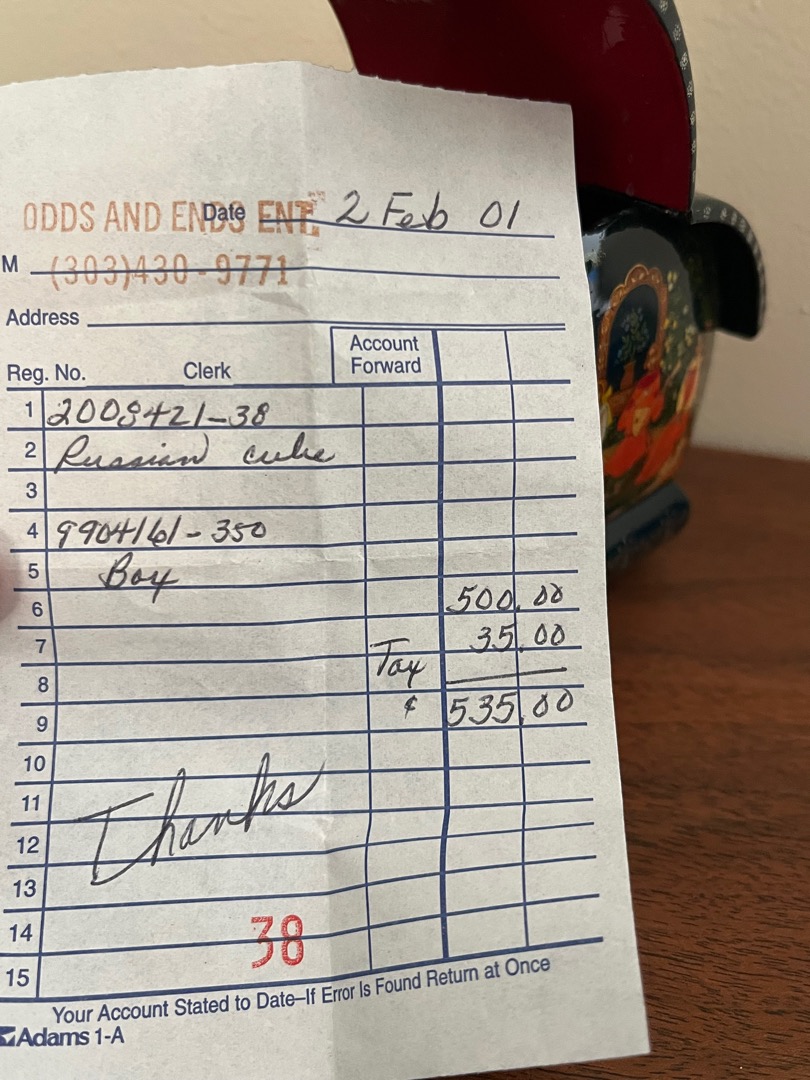 ODDS AND ENDS ENT. Date 2 Feb 01
M (303)430-9771
Address
Reg. No. Clerk Account Forward
1 2008421-38
2 Russian cube
3
4 9904161-350
5 Box
6 500.00
7 35.00
8 Tax
9 $ 535.00
10
11 Thanks
12
13
14 38
15
Your Account Stated to Date–If Error Is Found Return at Once
Adams 1-A